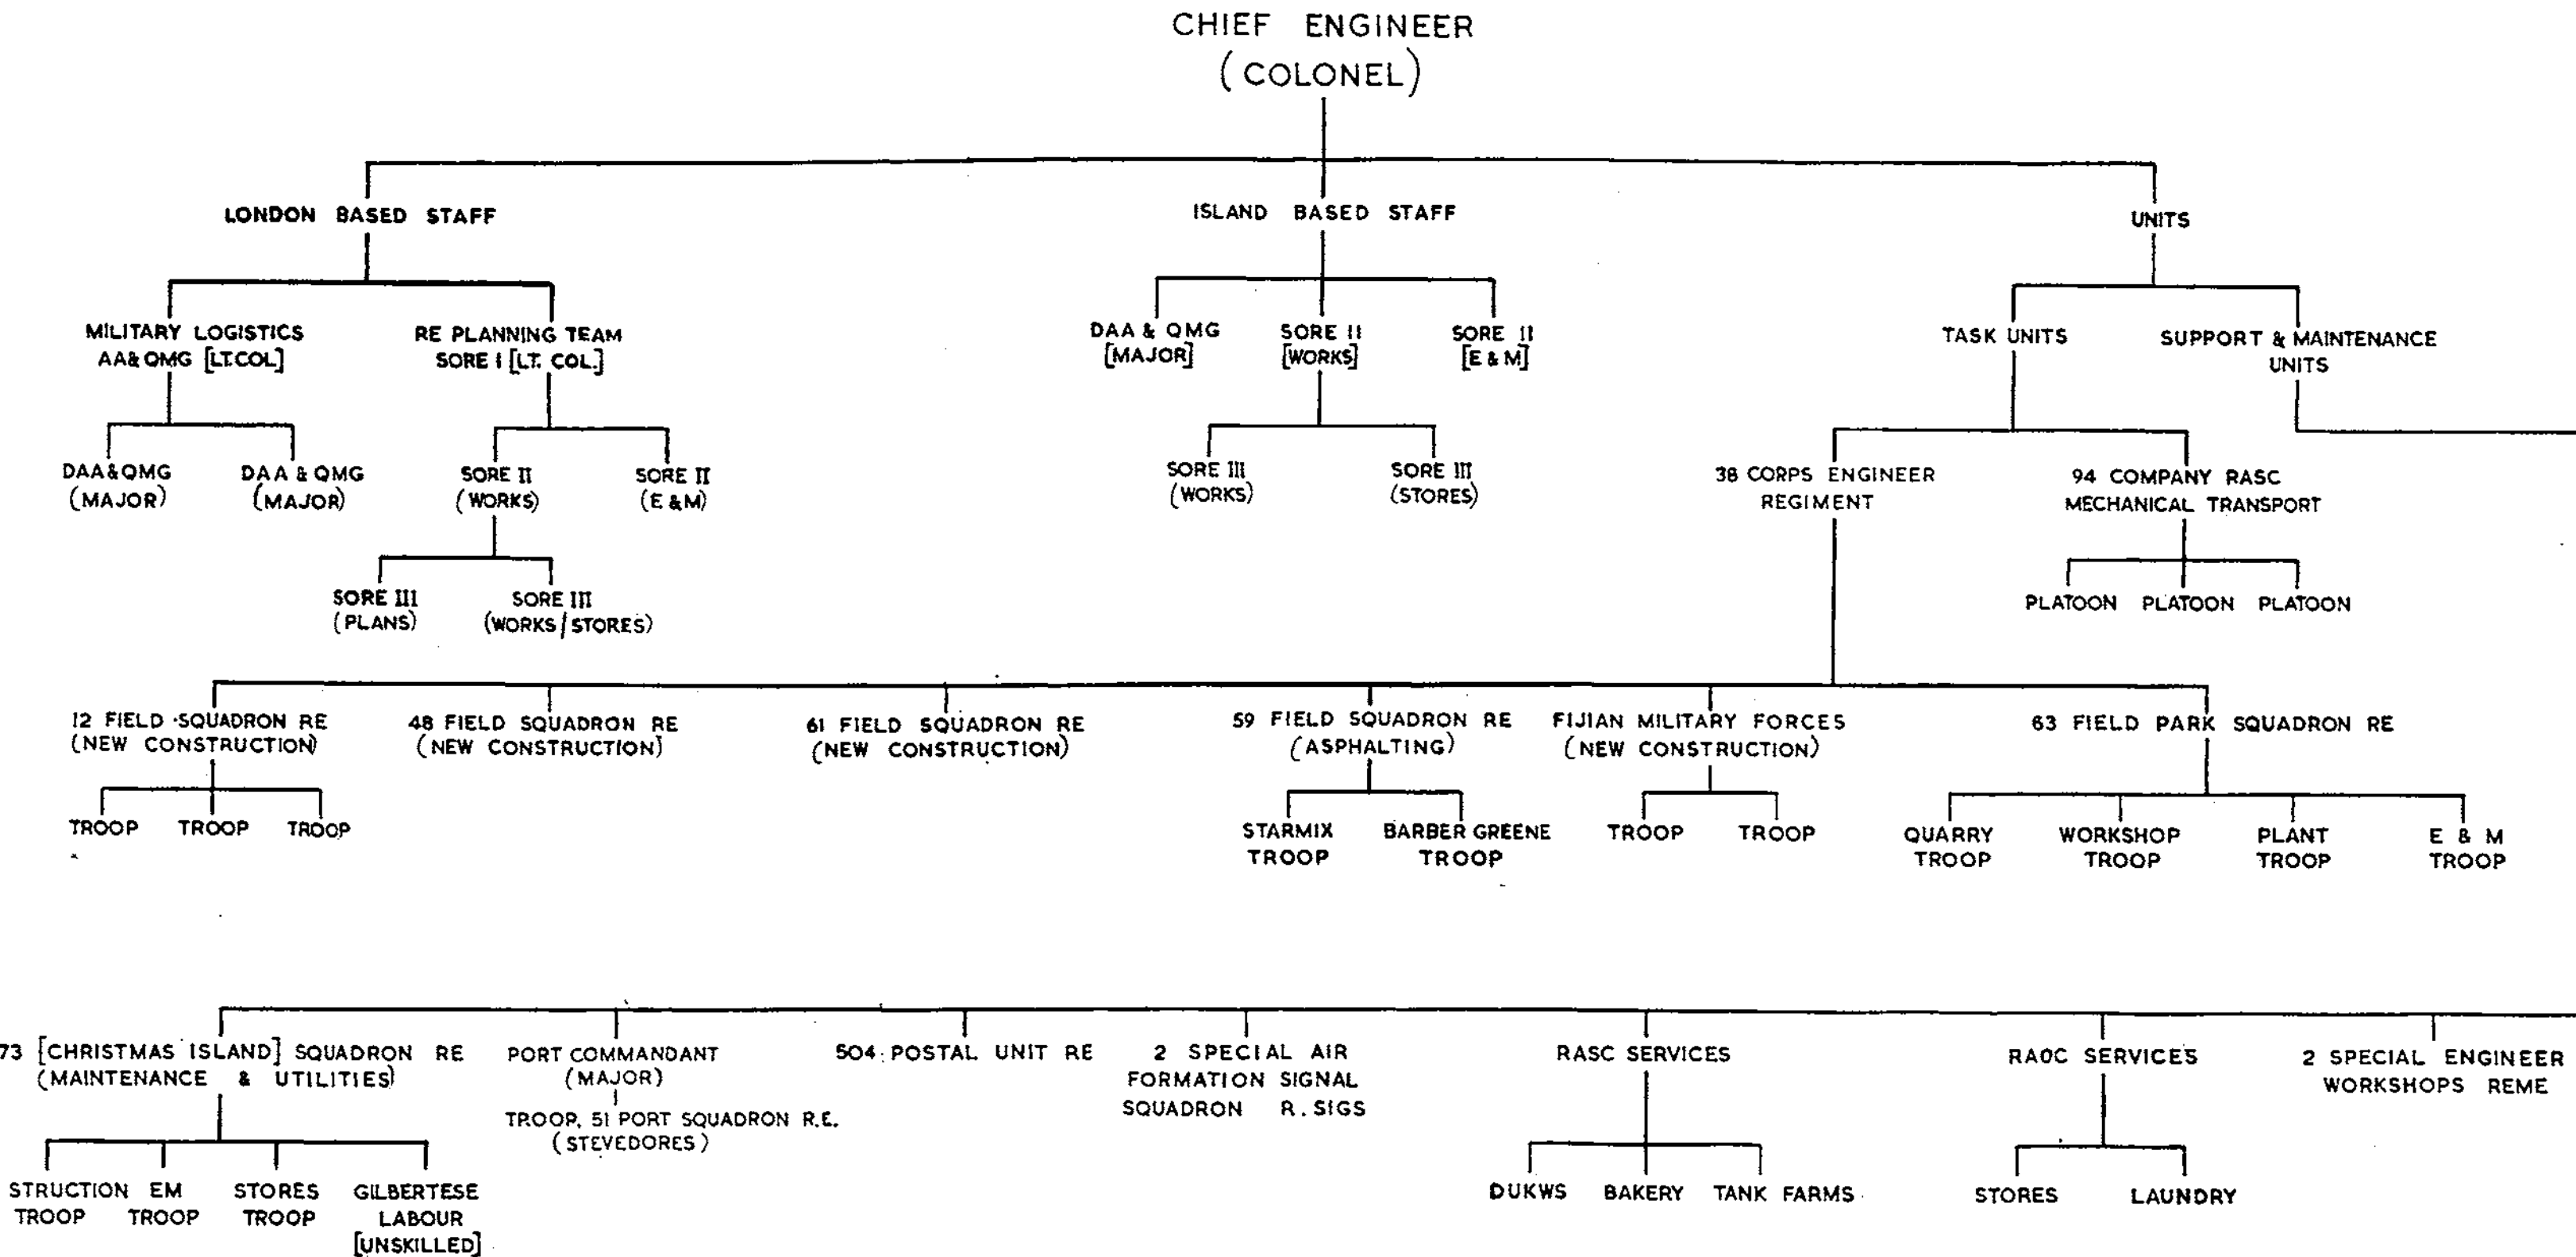 CHIEF ENGINEER
(COLONEL)
LONDON BASED STAFF
ISLAND BASED STAFF
UNITS
MILITARY LOGISTICS
AA & QMG [LT.COL]
RE PLANNING TEAM
SORE I [LT. COL.]
DAA & QMG
[MAJOR]
SORE II
[WORKS]
SORE II
[E & M]
TASK UNITS
SUPPORT & MAINTENANCE
UNITS
DAA & QMG
(MAJOR)
DAA & QMG
(MAJOR)
SORE II
(WORKS)
SORE II
(E & M)
SORE III
(WORKS)
SORE III
(STORES)
38 CORPS ENGINEER
REGIMENT
94 COMPANY RASC
MECHANICAL TRANSPORT
SORE III
(PLANS)
SORE III
(WORKS/STORES)
PLATOON PLATOON PLATOON
12 FIELD SQUADRON RE
(NEW CONSTRUCTION)
48 FIELD SQUADRON RE
(NEW CONSTRUCTION)
61 FIELD SQUADRON RE
(NEW CONSTRUCTION)
59 FIELD SQUADRON RE
(ASPHALTING)
FIJIAN MILITARY FORCES
(NEW CONSTRUCTION)
63 FIELD PARK SQUADRON RE
TROOP TROOP TROOP
STARMIX
TROOP
BARBER GREENE
TROOP
TROOP TROOP
QUARRY
TROOP
WORKSHOP
TROOP
PLANT
TROOP
E & M
TROOP
73 [CHRISTMAS ISLAND] SQUADRON RE
(MAINTENANCE & UTILITIES)
PORT COMMANDANT
(MAJOR)
TROOP, 51 PORT SQUADRON R.E.
(STEVEDORES)
504 POSTAL UNIT RE
2 SPECIAL AIR
FORMATION SIGNAL
SQUADRON R. SIGS
RASC SERVICES
RAOC SERVICES
2 SPECIAL ENGINEER
WORKSHOPS REME
STRUCTION
TROOP
EM
TROOP
STORES
TROOP
GILBERTESE
LABOUR
[UNSKILLED]
DUKWS BAKERY TANK FARMS
STORES LAUNDRY